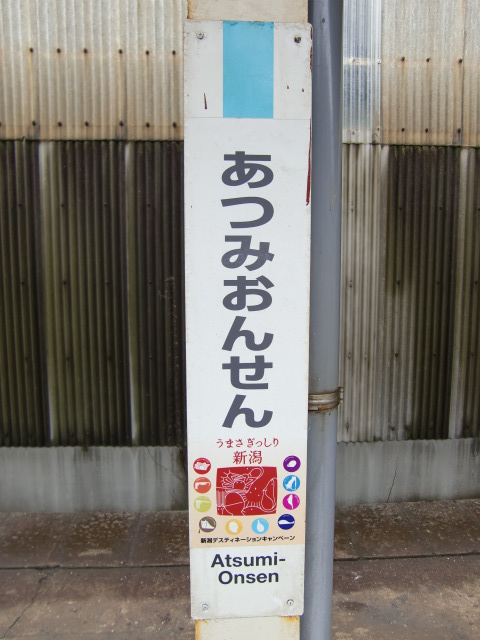 あつみおんせん
うまさぎっしり
新潟
新潟デスティネーションキャンペーン
Atsumi-
Onsen